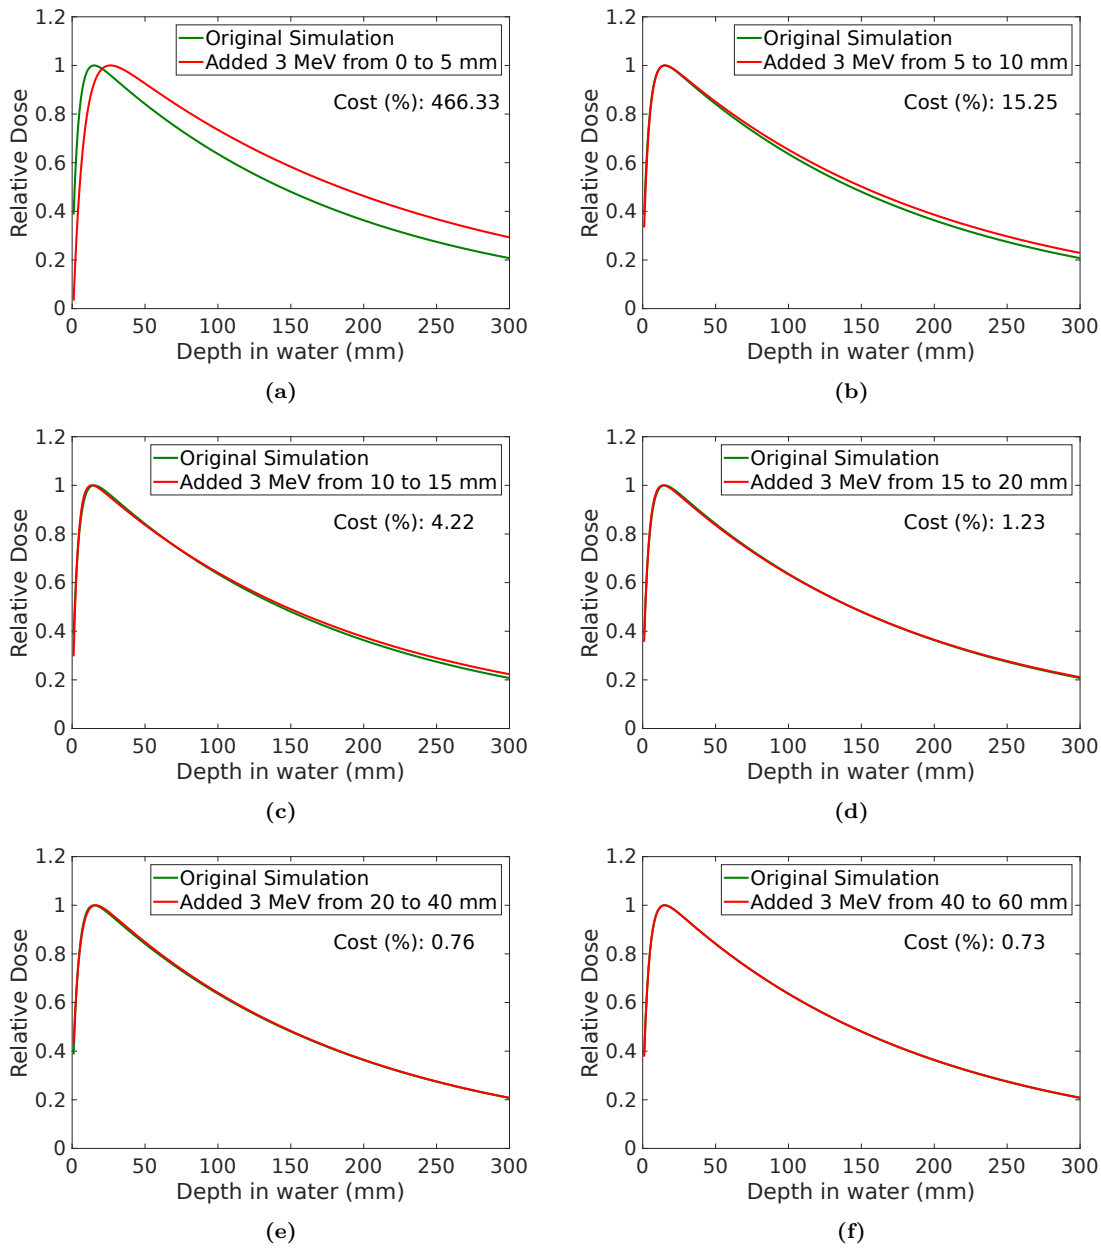 1.2
1
0.8
0.6
0.4
0.2
0
Relative Dose
Original Simulation
Added 3 MeV from 0 to 5 mm
Cost (%): 466.33
0 50 100 150 200 250 300
Depth in water (mm)
(a)
1.2
1
0.8
0.6
0.4
0.2
0
Relative Dose
Original Simulation
Added 3 MeV from 5 to 10 mm
Cost (%): 15.25
0 50 100 150 200 250 300
Depth in water (mm)
(b)
1.2
1
0.8
0.6
0.4
0.2
0
Relative Dose
Original Simulation
Added 3 MeV from 10 to 15 mm
Cost (%): 4.22
0 50 100 150 200 250 300
Depth in water (mm)
(c)
1.2
1
0.8
0.6
0.4
0.2
0
Relative Dose
Original Simulation
Added 3 MeV from 15 to 20 mm
Cost (%): 1.23
0 50 100 150 200 250 300
Depth in water (mm)
(d)
1.2
1
0.8
0.6
0.4
0.2
0
Relative Dose
Original Simulation
Added 3 MeV from 20 to 40 mm
Cost (%): 0.76
0 50 100 150 200 250 300
Depth in water (mm)
(e)
1.2
1
0.8
0.6
0.4
0.2
0
Relative Dose
Original Simulation
Added 3 MeV from 40 to 60 mm
Cost (%): 0.73
0 50 100 150 200 250 300
Depth in water (mm)
(f)